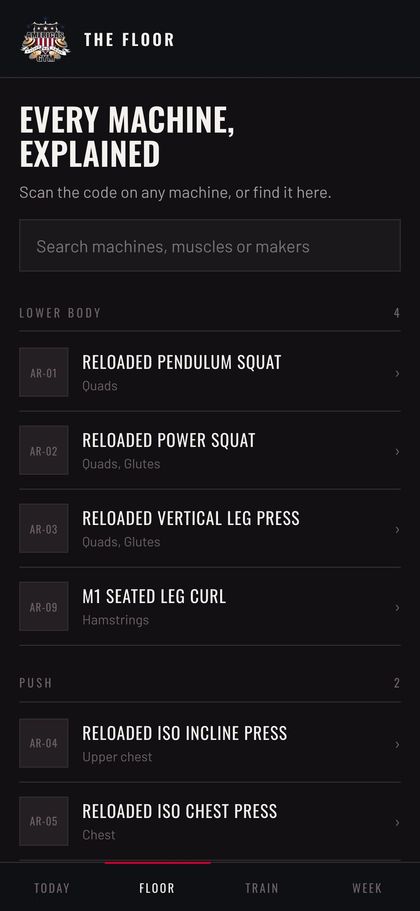 AMERICA'S
GYM
THE FLOOR
EVERY MACHINE,
EXPLAINED
Scan the code on any machine, or find it here.
Search machines, muscles or makers
LOWER BODY 4
AR-01
RELOADED PENDULUM SQUAT
Quads
›
AR-02
RELOADED POWER SQUAT
Quads, Glutes
›
AR-03
RELOADED VERTICAL LEG PRESS
Quads, Glutes
›
AR-09
M1 SEATED LEG CURL
Hamstrings
›
PUSH 2
AR-04
RELOADED ISO INCLINE PRESS
Upper chest
›
AR-05
RELOADED ISO CHEST PRESS
Chest
›
TODAY FLOOR TRAIN WEEK